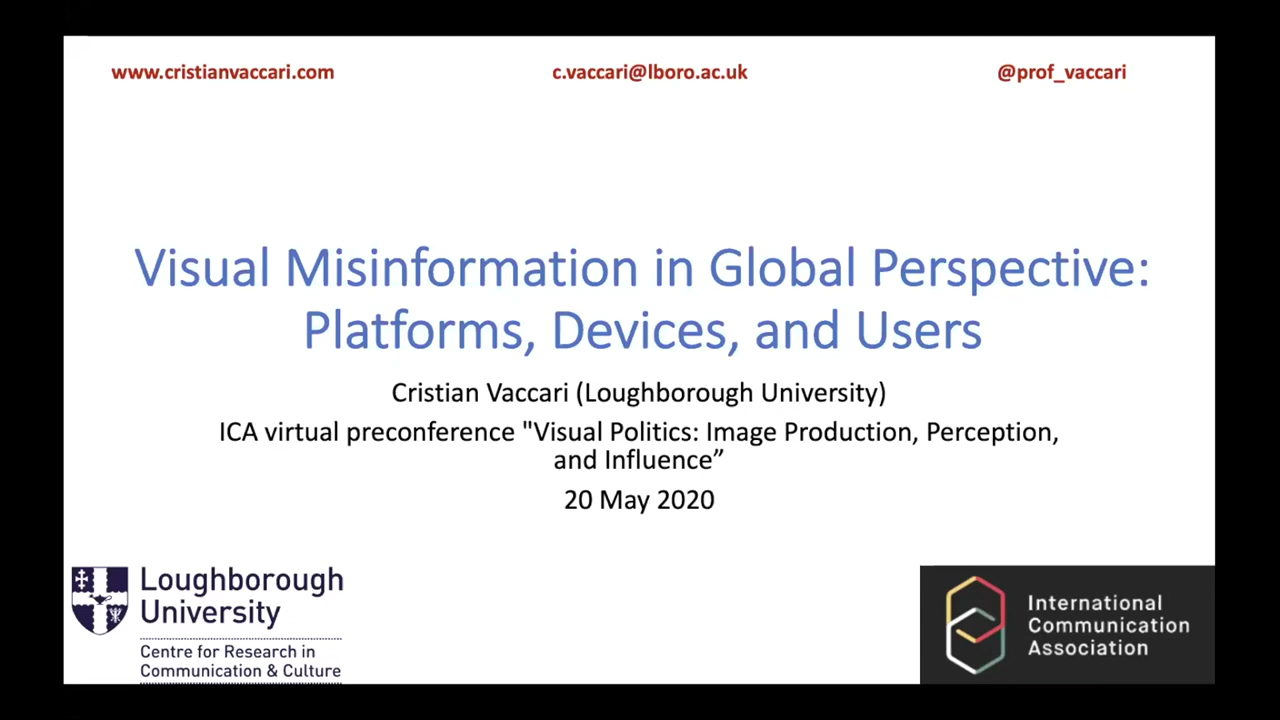 www.cristianvaccari.com
c.vaccari@lboro.ac.uk
@prof_vaccari
Visual Misinformation in Global Perspective:
Platforms, Devices, and Users
Cristian Vaccari (Loughborough University)
ICA virtual preconference "Visual Politics: Image Production, Perception,
and Influence”
20 May 2020
Loughborough
University
Centre for Research in
Communication & Culture
International
Communication
Association